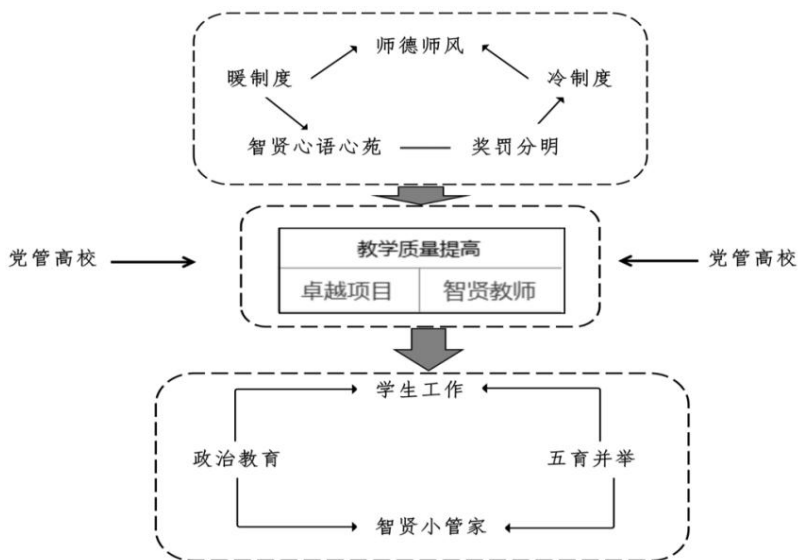 师德师风
暖制度
冷制度
智贤心语心苑
奖罚分明
教学质量提高
党管高校
党管高校
卓越项目
智贤教师
学生工作
政治教育
五育并举
智贤小管家